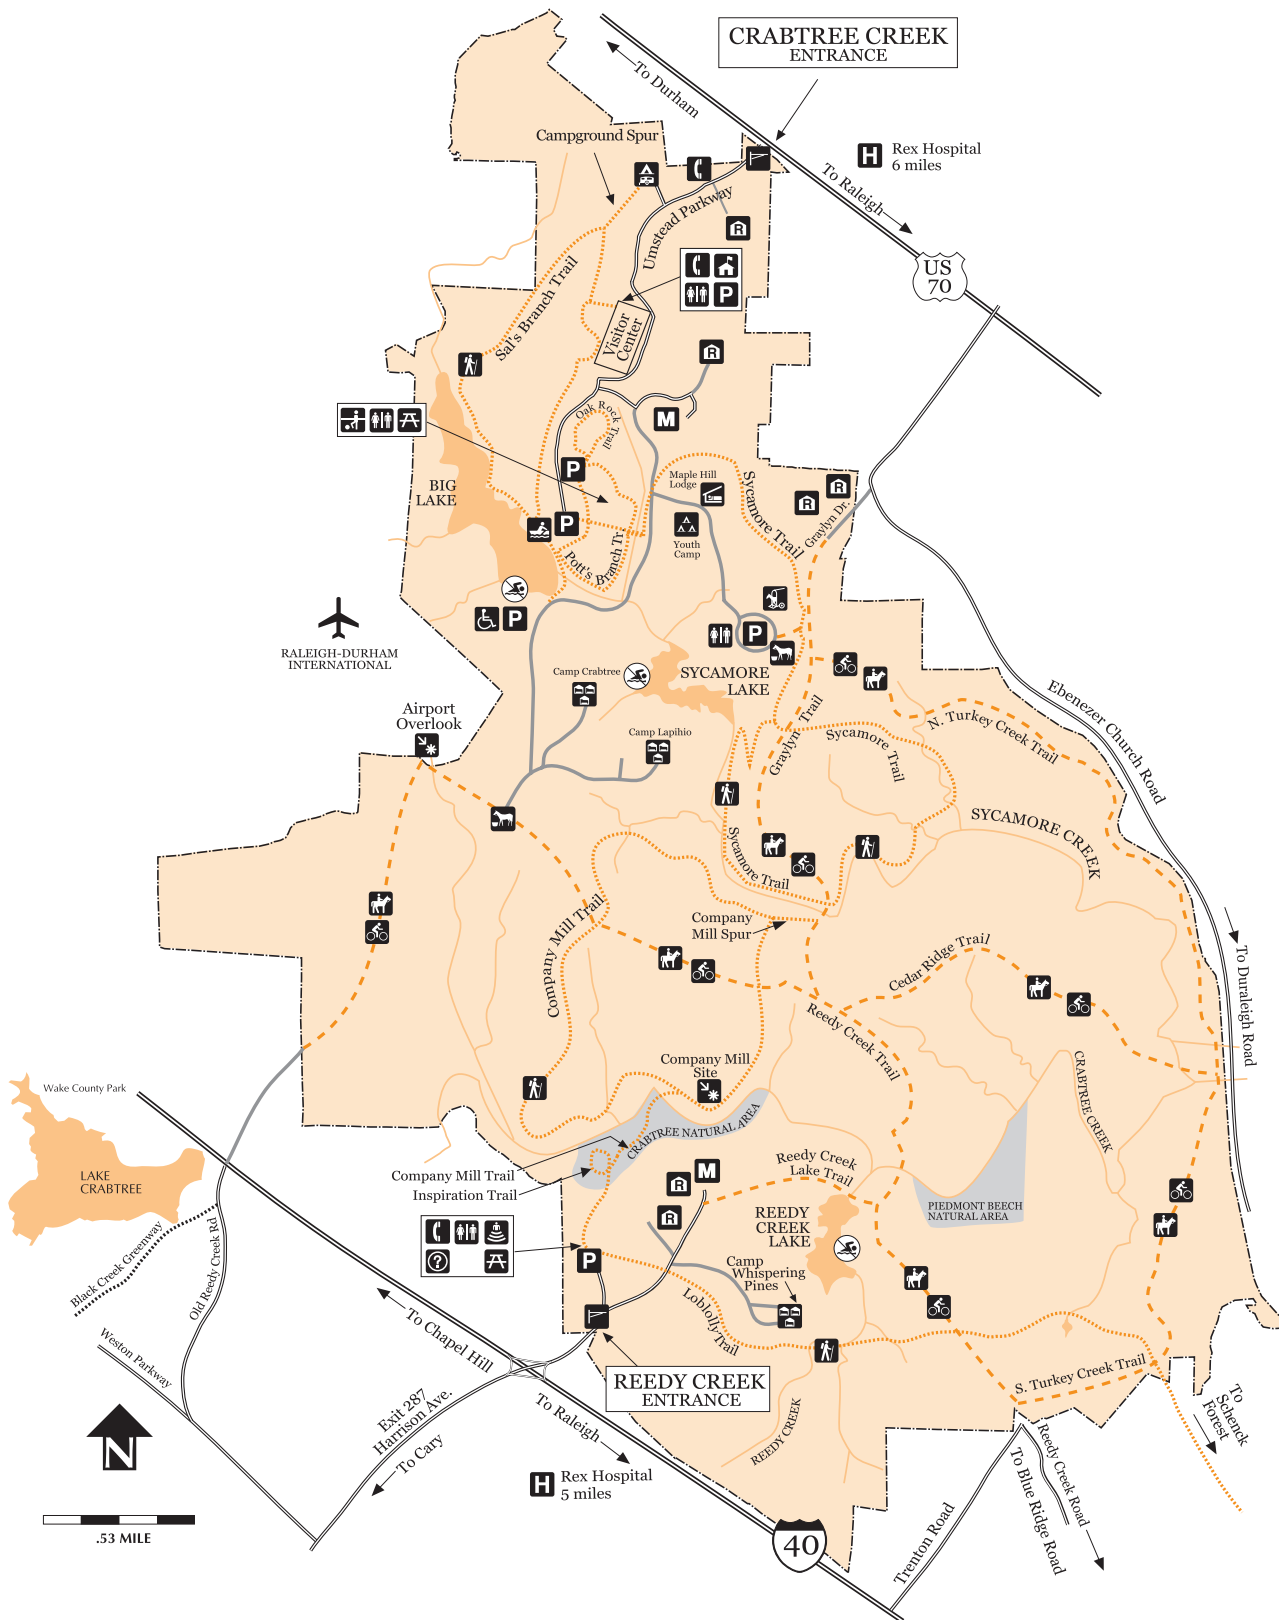 CRABTREE CREEK
ENTRANCE
To Durham
Campground Spur
H
Rex Hospital
6 miles
To Raleigh
Umstead Parkway
R
US
70
Sal's Branch Trail
P
Visitor
Center
R
Oak Rock
Trail
M
P
BIG
LAKE
Maple Hill
Lodge
Sycamore Trail
R
R
Graylyn Dr.
P
Youth
Camp
Pott's Branch Tr.
P
RALEIGH-DURHAM
INTERNATIONAL
P
SYCAMORE
LAKE
Camp Crabtree
Airport
Overlook
Camp Lapihio
Graylyn Trail
Sycamore
Trail
N. Turkey Creek Trail
Ebenezer Church Road
SYCAMORE CREEK
Sycamore Trail
Company Mill Trail
Company
Mill Spur
Cedar Ridge Trail
To Duraleigh Road
Reedy Creek Trail
Company Mill
Site
CRABTREE CREEK
Wake County Park
LAKE
CRABTREE
CRABTREE NATURAL AREA
Company Mill Trail
Inspiration Trail
M
R
R
Reedy Creek
Lake Trail
PIEDMONT BEECH
NATURAL AREA
REEDY
CREEK
LAKE
Black Creek Greenway
Old Reedy Creek Rd
?
P
Camp
Whispering
Pines
Loblolly Trail
To Chapel Hill
Weston Parkway
REEDY CREEK
ENTRANCE
S. Turkey Creek Trail
To
Schenck
Forest
Exit 287
Harrison Ave.
To Cary
To Raleigh
REEDY CREEK
Reedy Creek Road
To Blue Ridge Road
N
H
Rex Hospital
5 miles
.53 MILE
40
Trenton Road